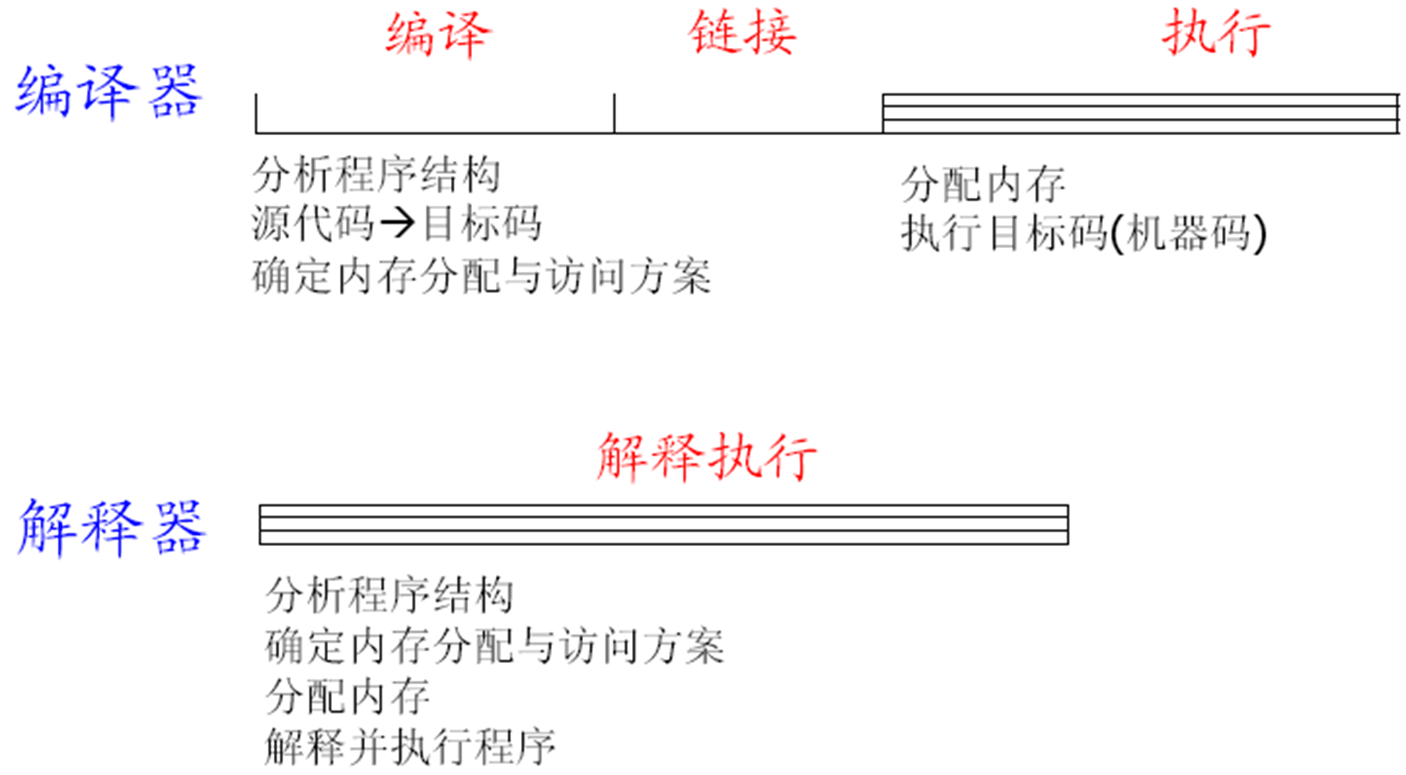 编译 链接 执行
编译器
分析程序结构
源代码→目标码
确定内存分配与访问方案
分配内存
执行目标码(机器码)
解释执行
解释器
分析程序结构
确定内存分配与访问方案
分配内存
解释并执行程序